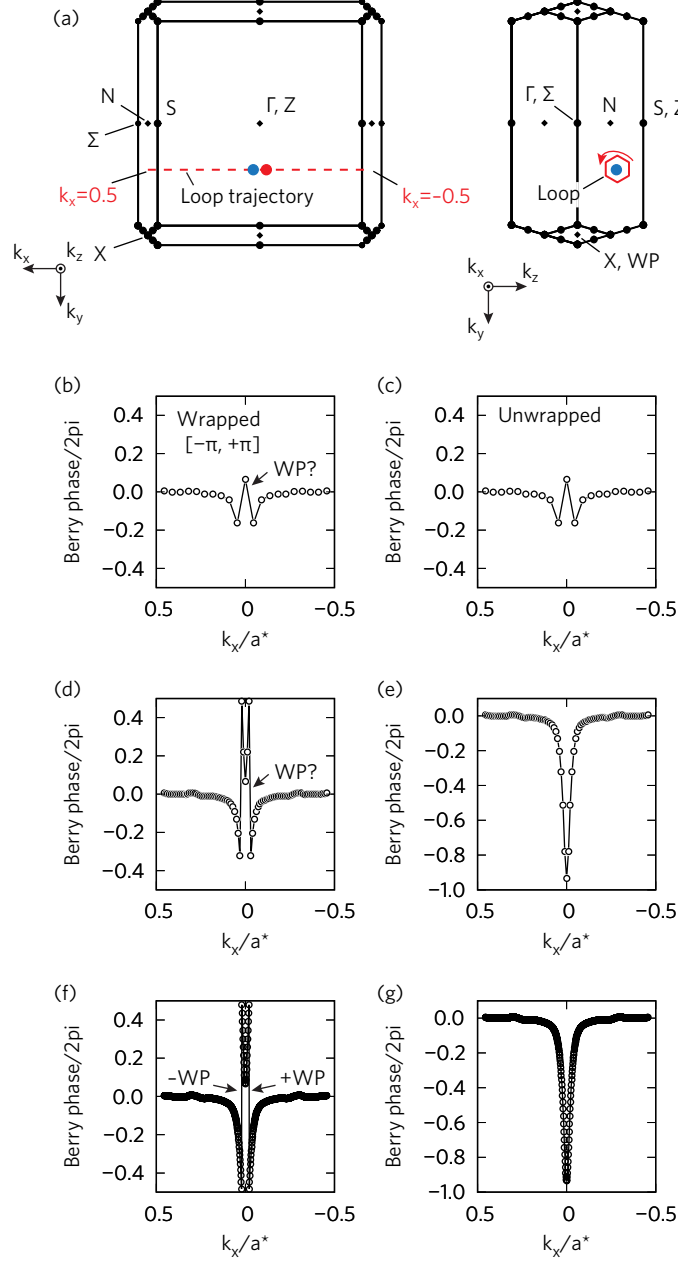 (a)
N
S
Γ, Z
Σ
k_x=0.5
Loop trajectory
k_x=−0.5
X
k_x
k_z
k_y
Γ, Σ
N
S, Z
Loop
X, WP
k_x
k_z
k_y
(b)
Berry phase/2pi
0.4
0.2
0.0
−0.2
−0.4
Wrapped
[−π, +π]
WP?
0.5
0
−0.5
k_x/a*
(c)
Berry phase/2pi
0.4
0.2
0.0
−0.2
−0.4
Unwrapped
0.5
0
−0.5
k_x/a*
(d)
Berry phase/2pi
0.4
0.2
0.0
−0.2
−0.4
WP?
0.5
0
−0.5
k_x/a*
(e)
Berry phase/2pi
0.0
−0.2
−0.4
−0.6
−0.8
−1.0
0.5
0
−0.5
k_x/a*
(f)
Berry phase/2pi
0.4
0.2
0.0
−0.2
−0.4
−WP
+WP
0.5
0
−0.5
k_x/a*
(g)
Berry phase/2pi
0.0
−0.2
−0.4
−0.6
−0.8
−1.0
0.5
0
−0.5
k_x/a*